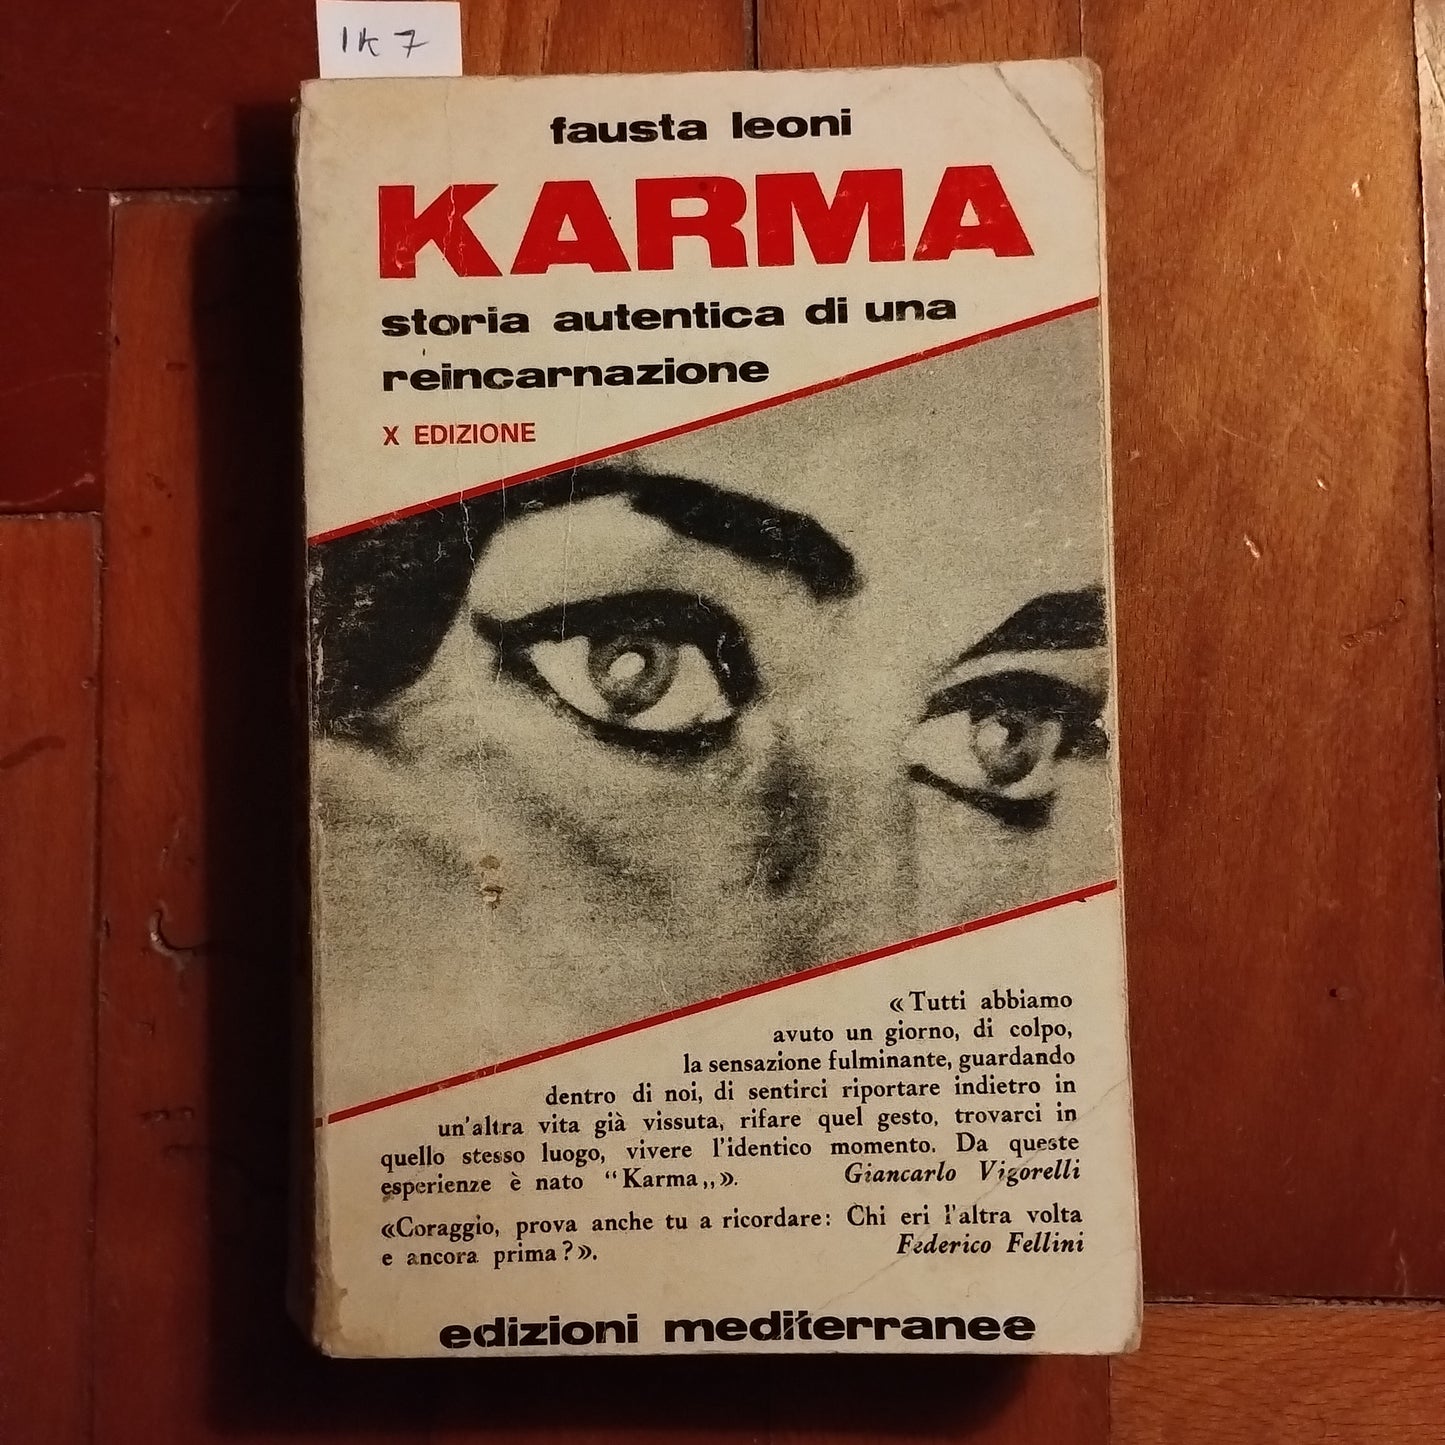 1K7
fausta leoni
KARMA
storia autentica di una
reincarnazione
X EDIZIONE
«Tutti abbiamo
avuto un giorno, di colpo,
la sensazione fulminante, guardando
dentro di noi, di sentirci riportare indietro in
un'altra vita già vissuta, rifare quel gesto, trovarci in
quello stesso luogo, vivere l'identico momento. Da queste
esperienze è nato “Karma„». Giancarlo Vigorelli
«Coraggio, prova anche tu a ricordare: Chi eri l'altra volta
e ancora prima?». Federico Fellini
edizioni mediterranee